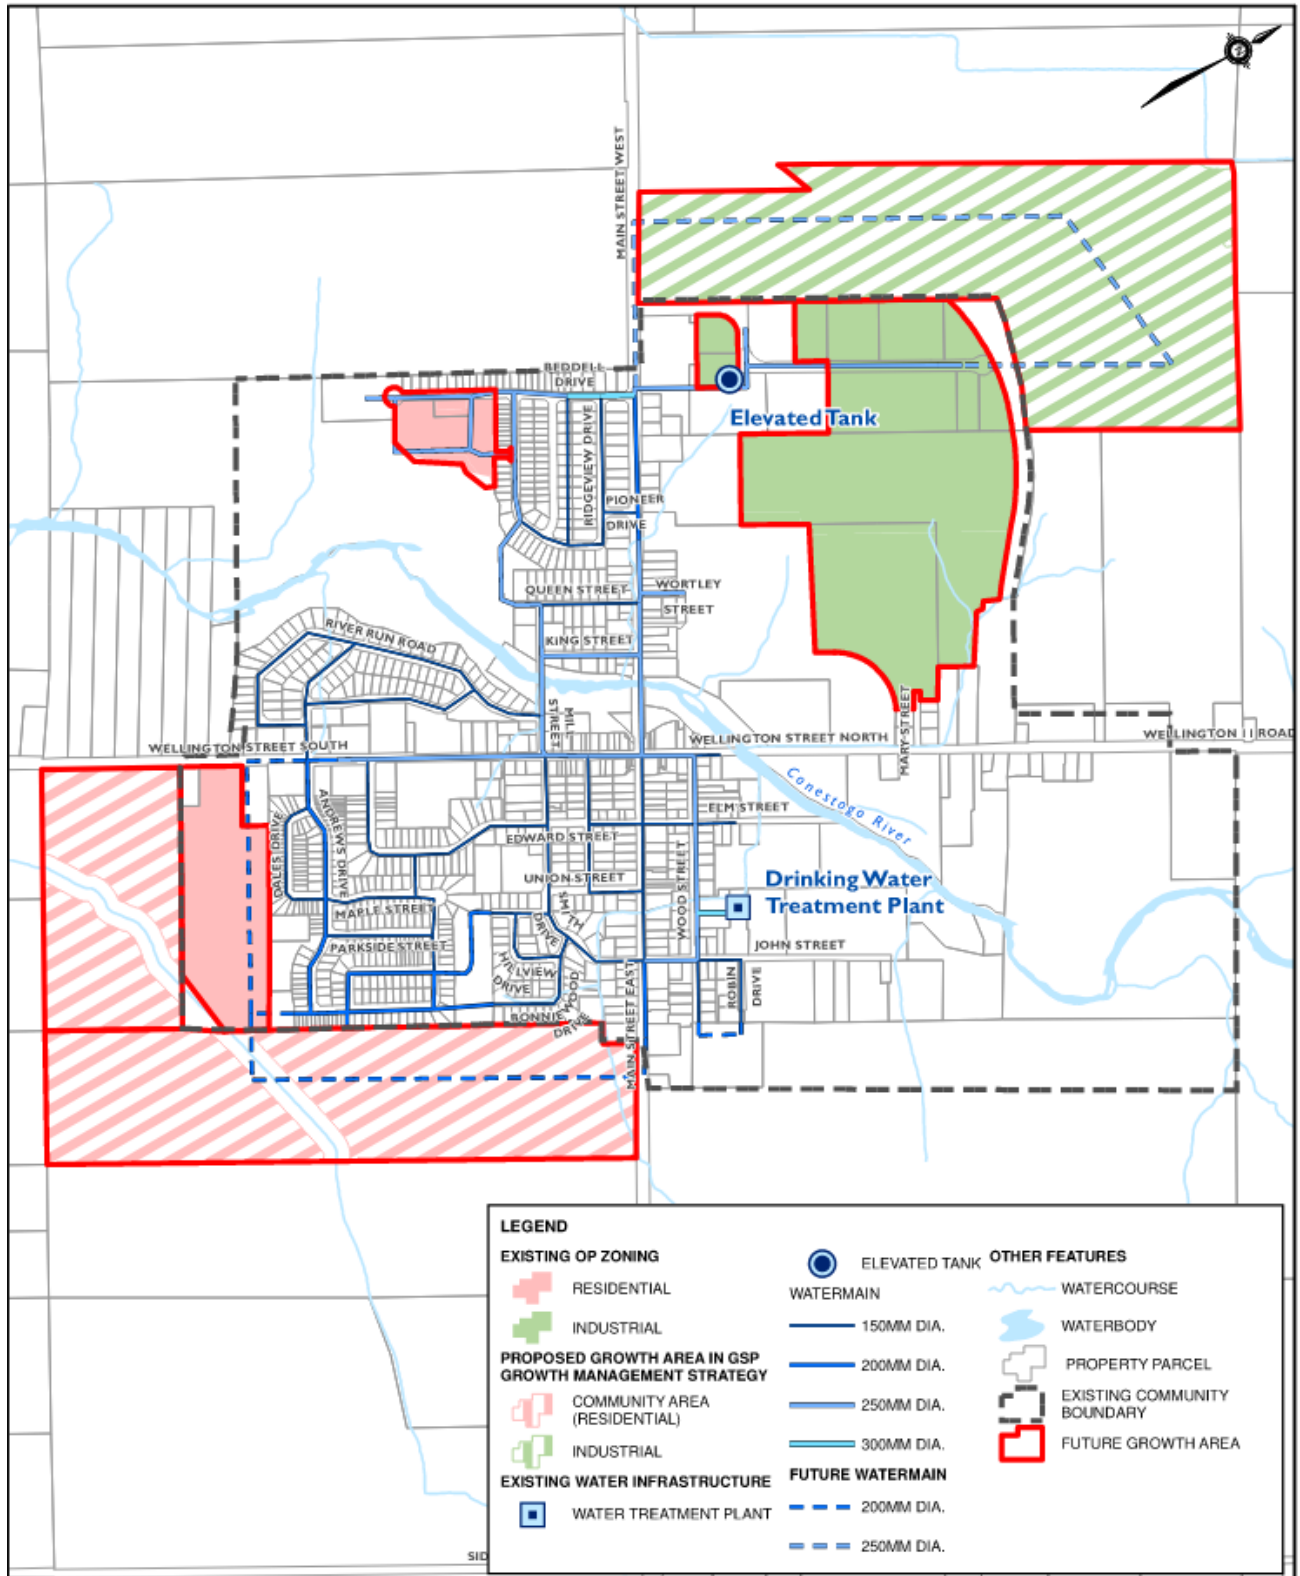 MAIN STREET WEST
BEDDELL
DRIVE
Elevated Tank
RIDGEVIEW DRIVE
PIONEER
DRIVE
QUEEN STREET
WORTLEY
STREET
KING STREET
RIVER RUN ROAD
MILL
STREET
MARY STREET
WELLINGTON STREET SOUTH
WELLINGTON STREET NORTH
WELLINGTON 11 ROAD
Conestogo River
DALES DRIVE
ANDREWS DRIVE
ELM STREET
EDWARD STREET
UNION STREET
WOOD STREET
Drinking Water
Treatment Plant
MAPLE STREET
SMITH
DRIVE
PARKSIDE STREET
JOHN STREET
HILLVIEW
DRIVE
ROBIN
DRIVE
BONNIEWOOD
DRIVE
MAIN STREET EAST
LEGEND
EXISTING OP ZONING
RESIDENTIAL
INDUSTRIAL
PROPOSED GROWTH AREA IN GSP
GROWTH MANAGEMENT STRATEGY
COMMUNITY AREA
(RESIDENTIAL)
INDUSTRIAL
EXISTING WATER INFRASTRUCTURE
WATER TREATMENT PLANT
ELEVATED TANK
WATERMAIN
150MM DIA.
200MM DIA.
250MM DIA.
300MM DIA.
FUTURE WATERMAIN
200MM DIA.
250MM DIA.
OTHER FEATURES
WATERCOURSE
WATERBODY
PROPERTY PARCEL
EXISTING COMMUNITY
BOUNDARY
FUTURE GROWTH AREA
SID